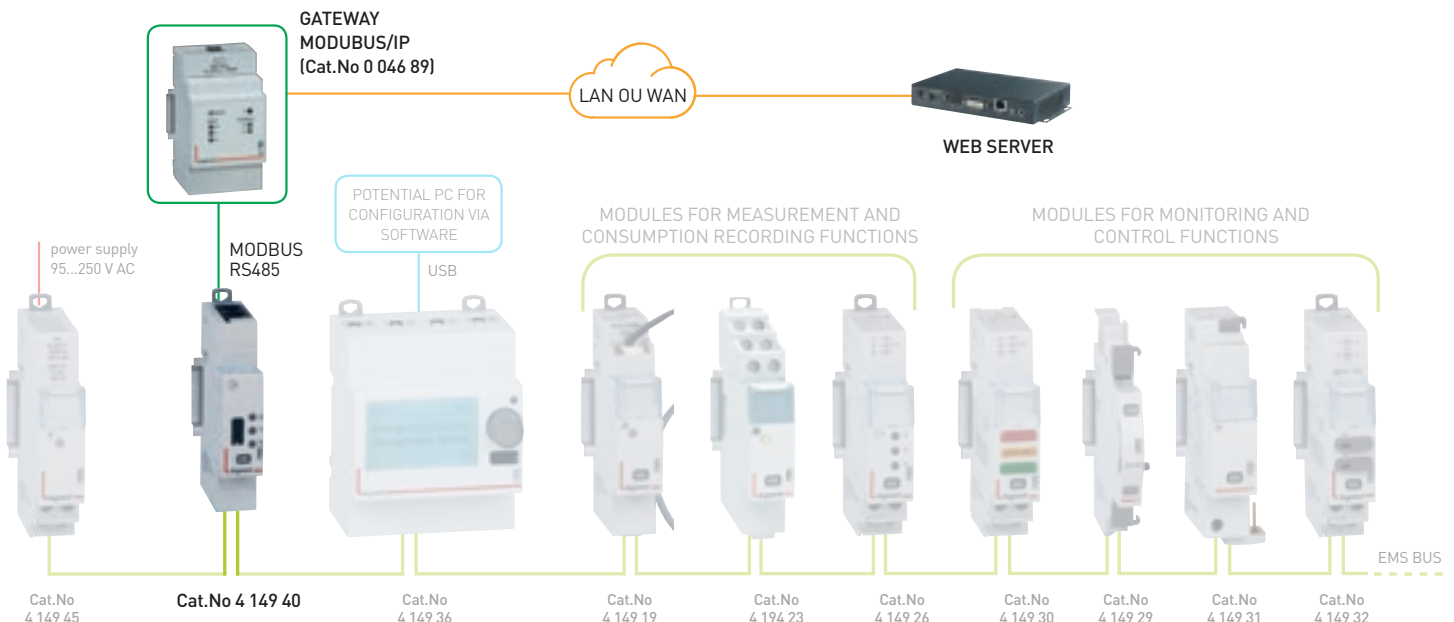 GATEWAY
MODUBUS/IP
(Cat.No 0 046 89)
LAN OU WAN
WEB SERVER
power supply
95...250 V AC
MODBUS
RS485
POTENTIAL PC FOR
CONFIGURATION VIA
SOFTWARE
USB
MODULES FOR MEASUREMENT AND
CONSUMPTION RECORDING FUNCTIONS
MODULES FOR MONITORING AND
CONTROL FUNCTIONS
EMS BUS
Cat.No
4 149 45
Cat.No 4 149 40
Cat.No
4 149 36
Cat.No
4 149 19
Cat.No
4 194 23
Cat.No
4 149 26
Cat.No
4 149 30
Cat.No
4 149 29
Cat.No
4 149 31
Cat.No
4 149 32